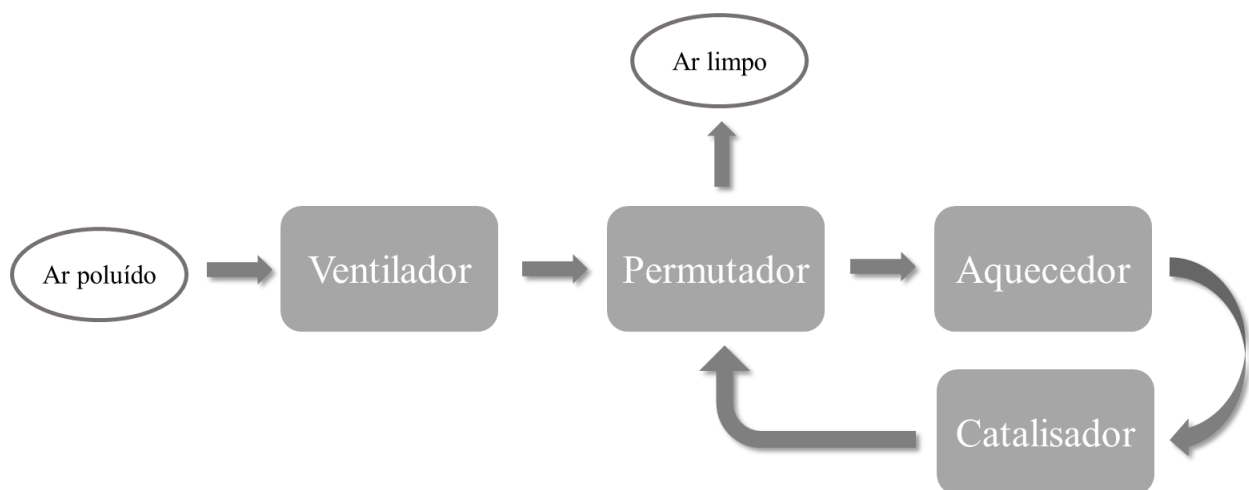 Ar limpo
Ar poluído
Ventilador
Permutador
Aquecedor
Catalisador